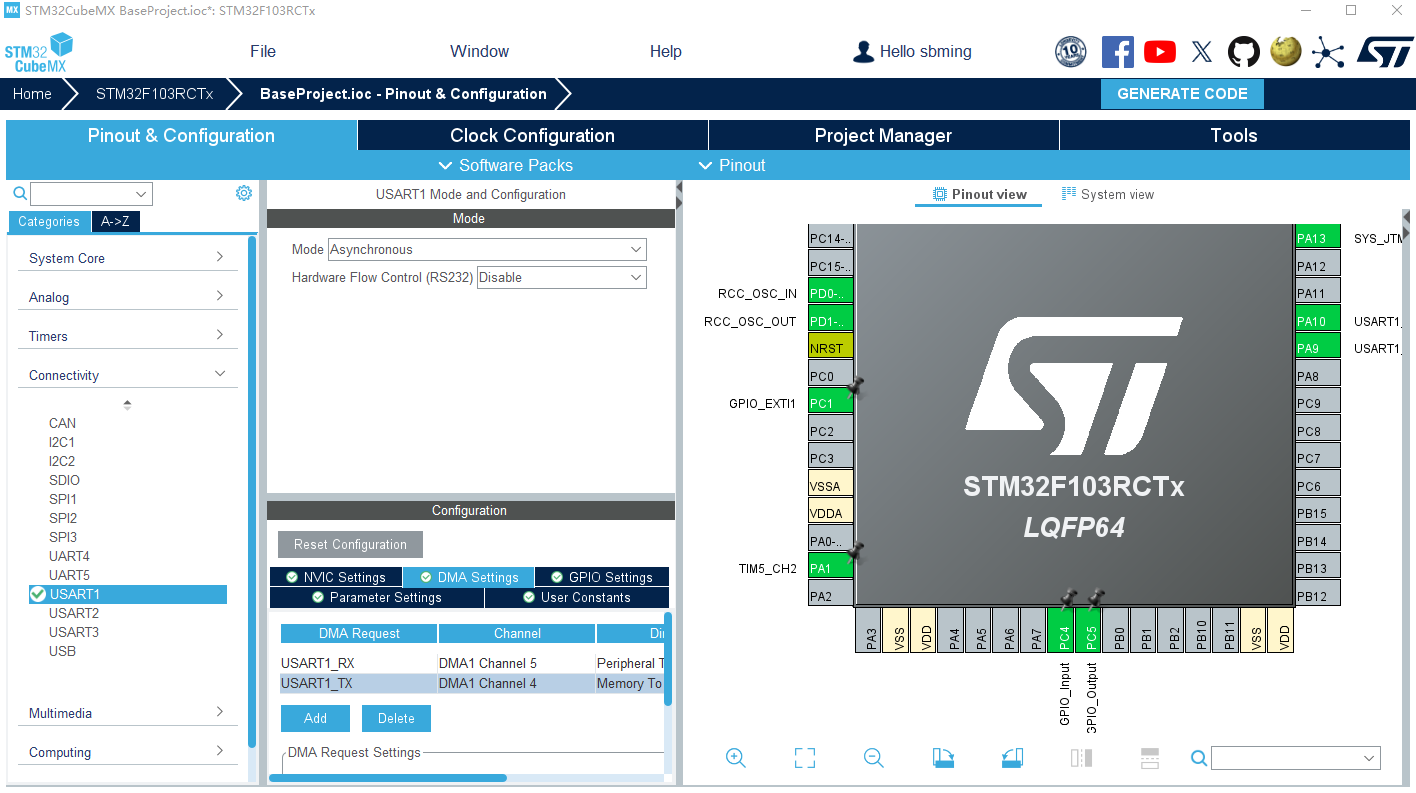 MX STM32CubeMX BaseProject.ioc*: STM32F103RCTx
STM32
CubeMX
File
Window
Help
Hello sbming
10
Home
STM32F103RCTx
BaseProject.ioc - Pinout & Configuration
GENERATE CODE
Pinout & Configuration
Clock Configuration
Project Manager
Tools
Software Packs
Pinout
Categories
A->Z
System Core
Analog
Timers
Connectivity
CAN
I2C1
I2C2
SDIO
SPI1
SPI2
SPI3
UART4
UART5
USART1
USART2
USART3
USB
Multimedia
Computing
USART1 Mode and Configuration
Mode
Mode Asynchronous
Hardware Flow Control (RS232) Disable
Configuration
Reset Configuration
NVIC Settings
DMA Settings
GPIO Settings
Parameter Settings
User Constants
DMA Request Channel Di
USART1_RX DMA1 Channel 5 Peripheral T
USART1_TX DMA1 Channel 4 Memory To
Add
Delete
DMA Request Settings
Pinout view
System view
PC14-..
PC15-..
RCC_OSC_IN PD0-..
RCC_OSC_OUT PD1-..
NRST
PC0
GPIO_EXTI1 PC1
PC2
PC3
VSSA
VDDA
PA0-..
TIM5_CH2 PA1
PA2
ST
STM32F103RCTx
LQFP64
PA13 SYS_JTM
PA12
PA11
PA10 USART1_
PA9 USART1_
PA8
PC9
PC8
PC7
PC6
PB15
PB14
PB13
PB12
PA3
VSS
VDD
PA4
PA5
PA6
PA7
PC4
PC5
PB0
PB1
PB2
PB10
PB11
VSS
VDD
GPIO_Input
GPIO_Output